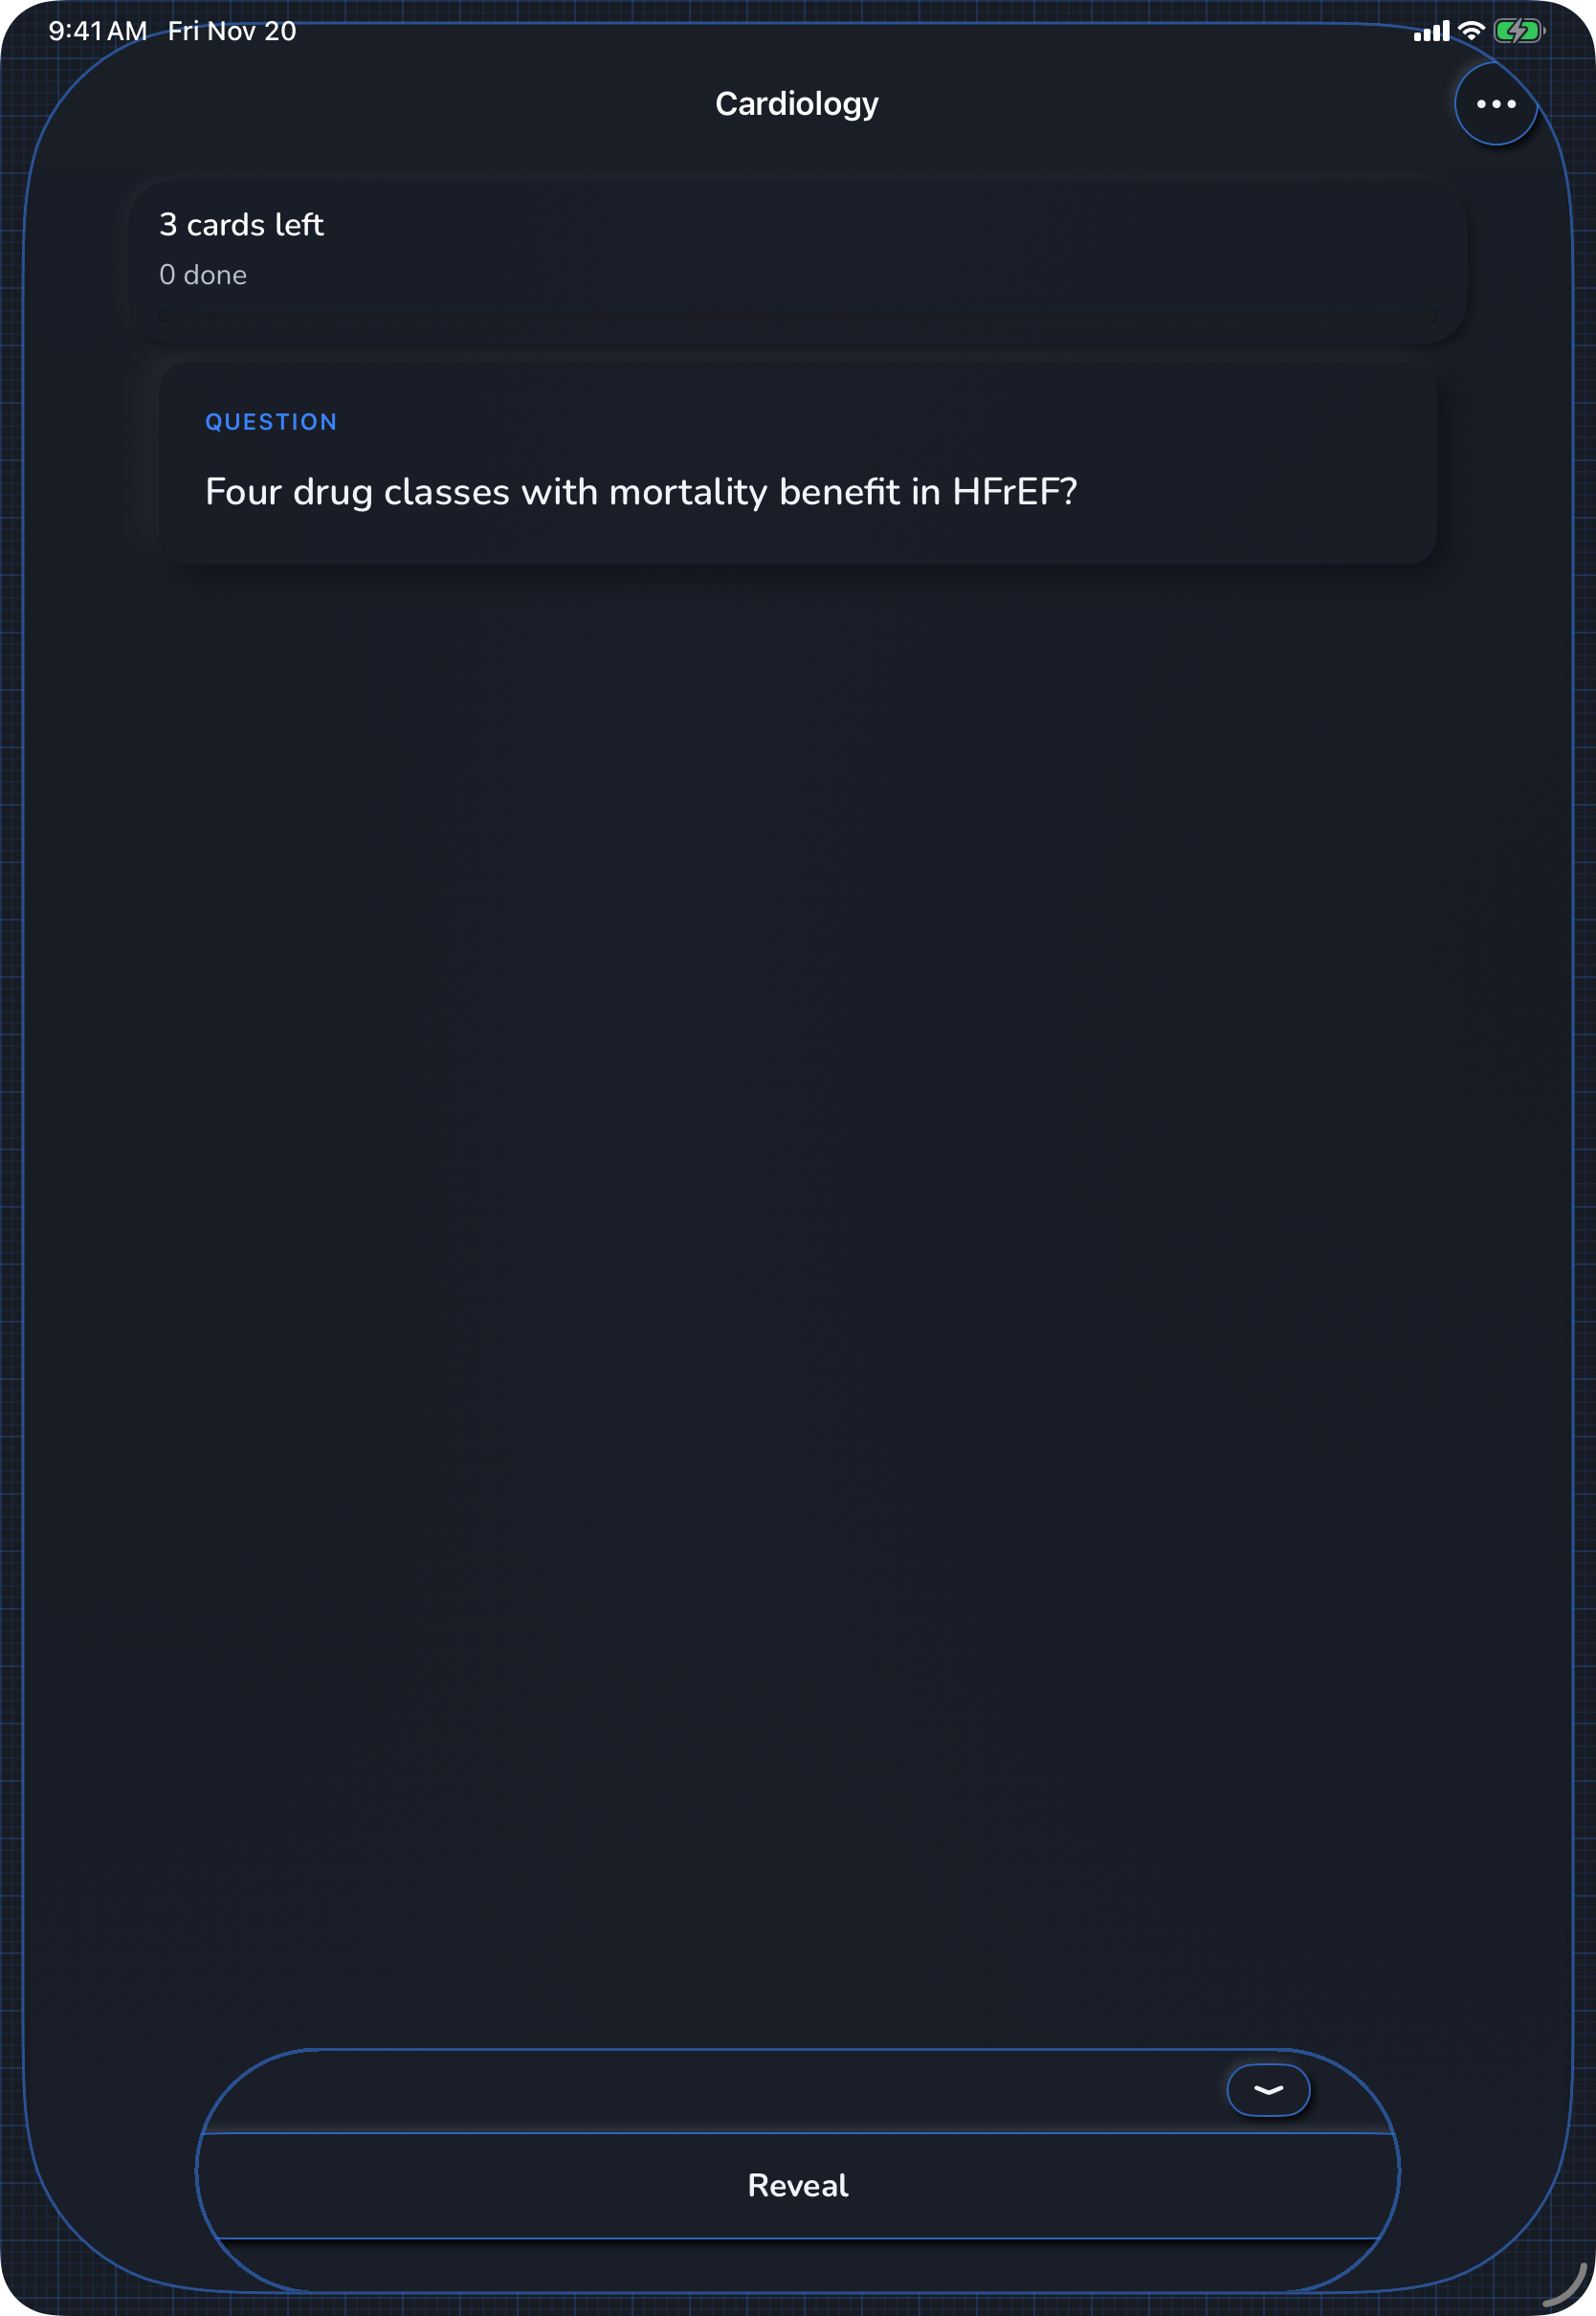 9:41 AM Fri Nov 20
Cardiology
3 cards left
0 done
QUESTION
Four drug classes with mortality benefit in HFrEF?
Reveal